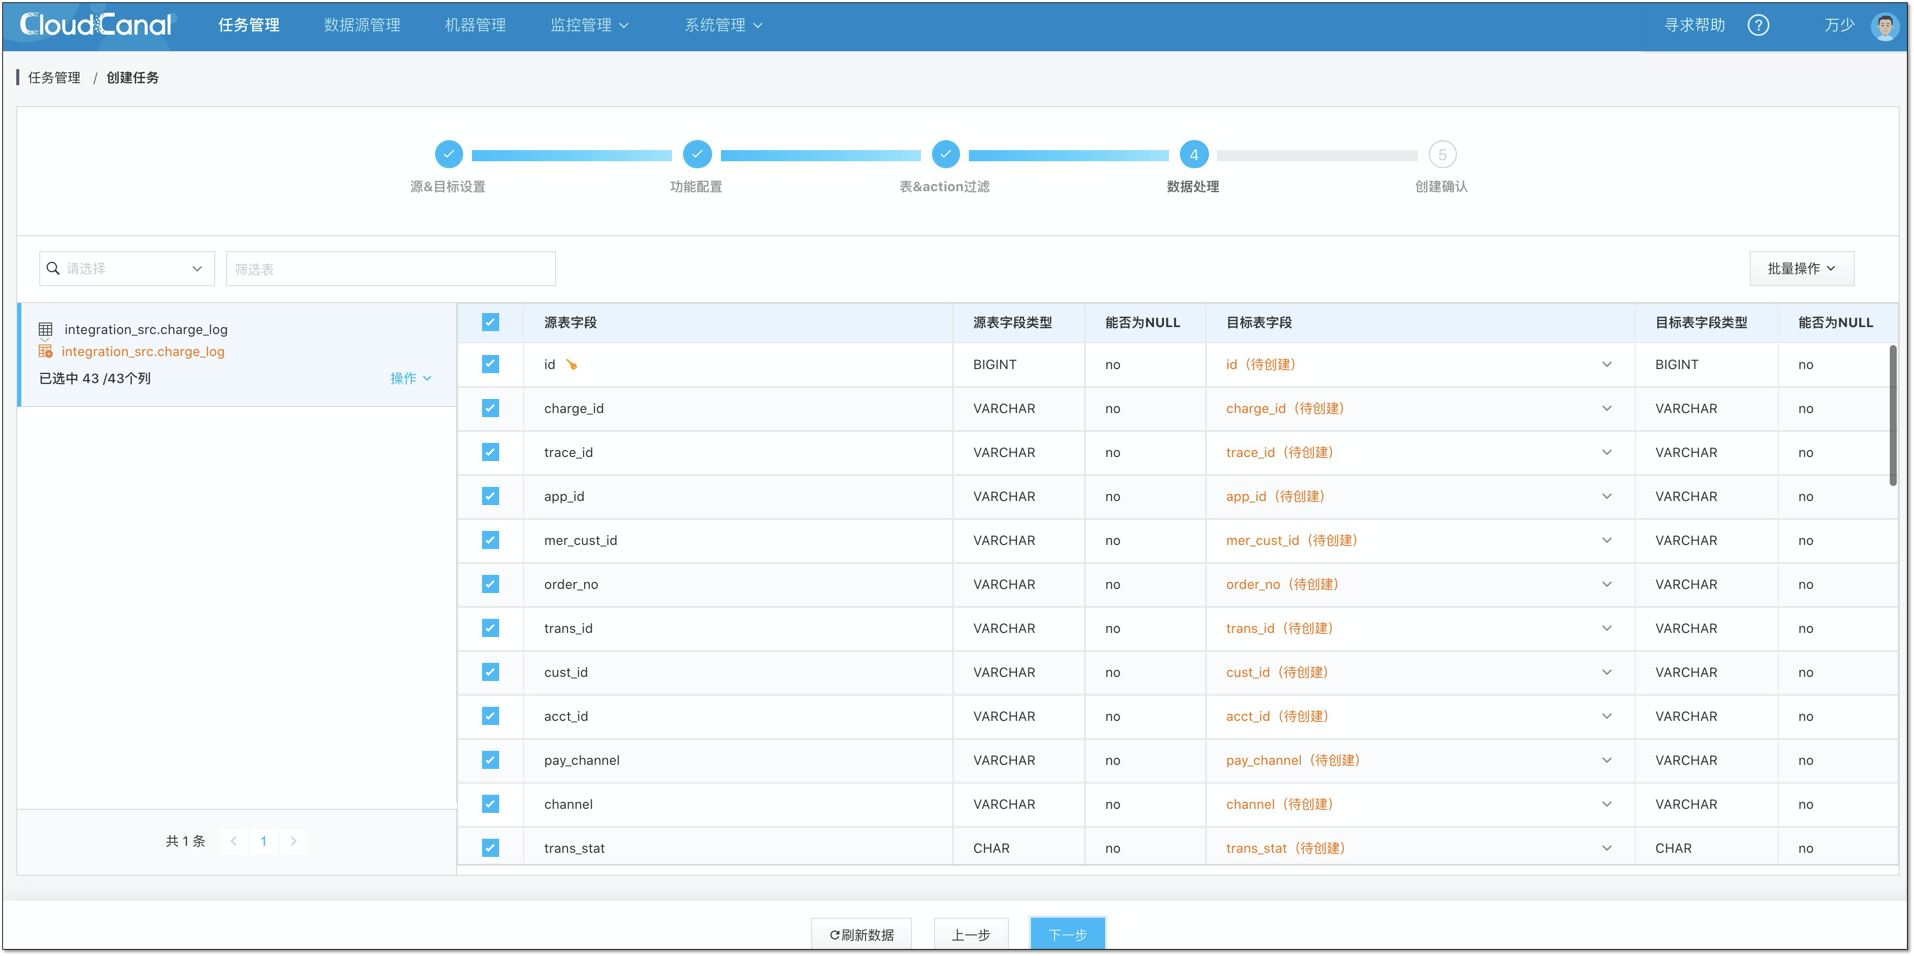 CloudCanal 任务管理 数据源管理 机器管理 监控管理 系统管理 寻求帮助 ? 万少
任务管理 / 创建任务
4 5
源&目标设置 功能配置 表&action过滤 数据处理 创建确认
请选择 筛选表 批量操作
integration_src.charge_log
integration_src.charge_log
已选中 43 /43个列 操作
源表字段 源表字段类型 能否为NULL 目标表字段 目标表字段类型 能否为NULL
id BIGINT no id（待创建） BIGINT no
charge_id VARCHAR no charge_id（待创建） VARCHAR no
trace_id VARCHAR no trace_id（待创建） VARCHAR no
app_id VARCHAR no app_id（待创建） VARCHAR no
mer_cust_id VARCHAR no mer_cust_id（待创建） VARCHAR no
order_no VARCHAR no order_no（待创建） VARCHAR no
trans_id VARCHAR no trans_id（待创建） VARCHAR no
cust_id VARCHAR no cust_id（待创建） VARCHAR no
acct_id VARCHAR no acct_id（待创建） VARCHAR no
pay_channel VARCHAR no pay_channel（待创建） VARCHAR no
channel VARCHAR no channel（待创建） VARCHAR no
trans_stat CHAR no trans_stat（待创建） CHAR no
共 1 条 < 1 >
刷新数据 上一步 下一步